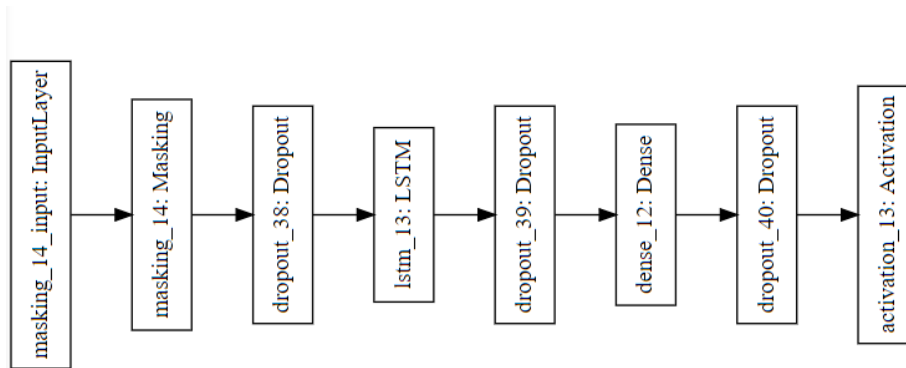 masking_14_input: InputLayer
masking_14: Masking
dropout_38: Dropout
lstm_13: LSTM
dropout_39: Dropout
dense_12: Dense
dropout_40: Dropout
activation_13: Activation